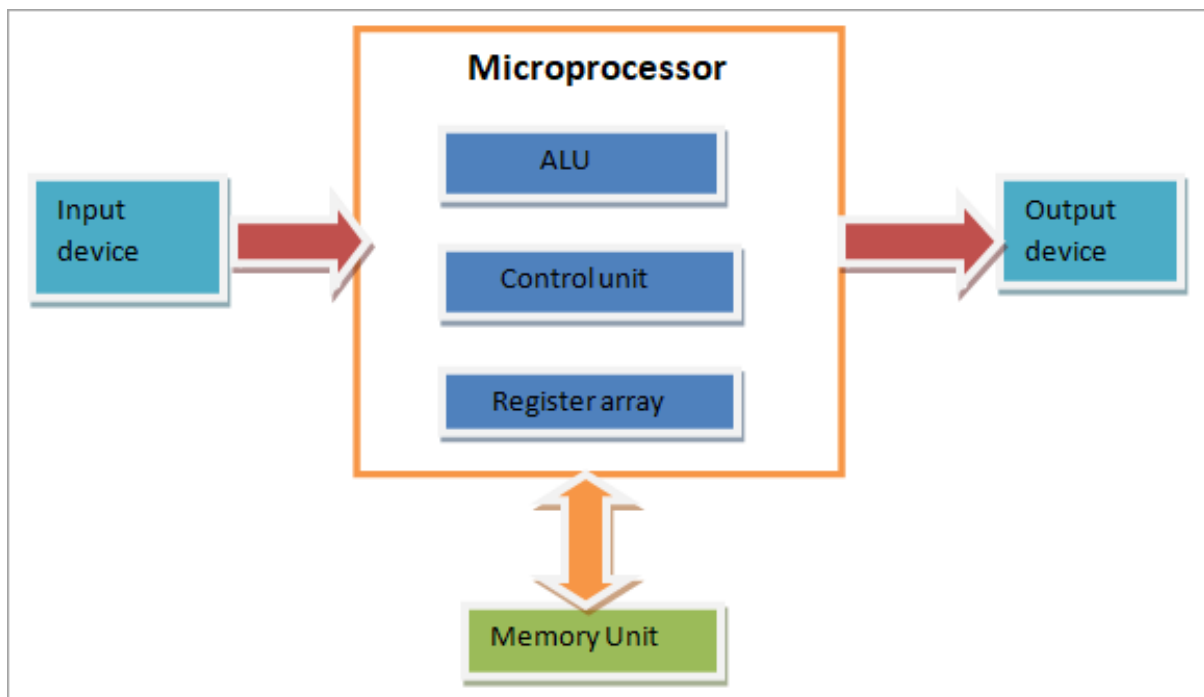 Microprocessor
ALU
Input
device
Control unit
Output
device
Register array
Memory Unit